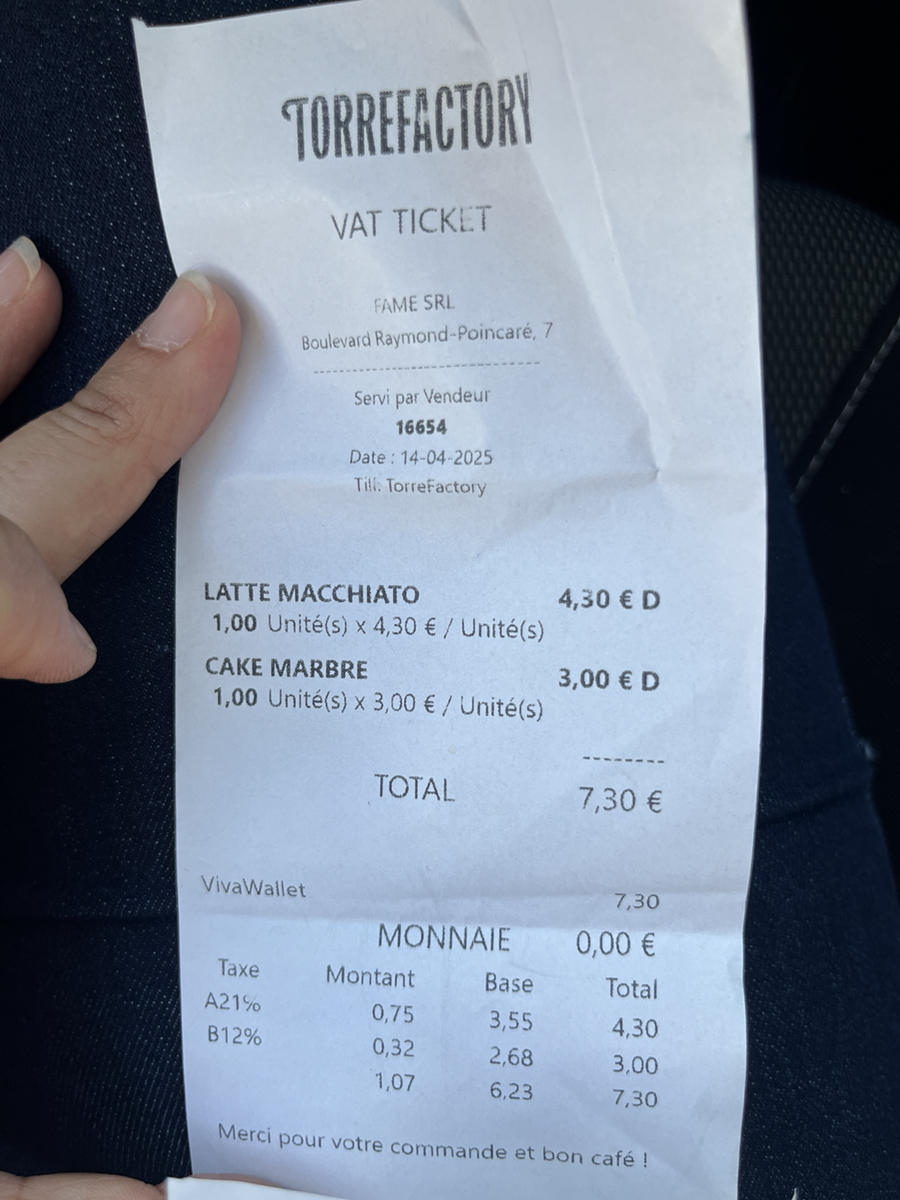 TORREFACTORY
VAT TICKET
FAME SRL
Boulevard Raymond-Poincaré, 7
--------------------------------
Servi par Vendeur
16654
Date : 14-04-2025
Till: TorreFactory
LATTE MACCHIATO 4,30 € D
1,00 Unité(s) x 4,30 € / Unité(s)
CAKE MARBRE 3,00 € D
1,00 Unité(s) x 3,00 € / Unité(s)
--------
TOTAL 7,30 €
VivaWallet 7,30
MONNAIE 0,00 €
Taxe Montant Base Total
A21% 0,75 3,55 4,30
B12% 0,32 2,68 3,00
1,07 6,23 7,30
Merci pour votre commande et bon café !